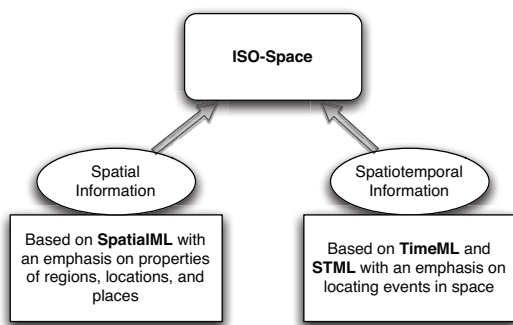 ISO-Space
Spatial
Information
Spatiotemporal
Information
Based on SpatialML with
an emphasis on properties
of regions, locations, and
places
Based on TimeML and
STML with an emphasis on
locating events in space